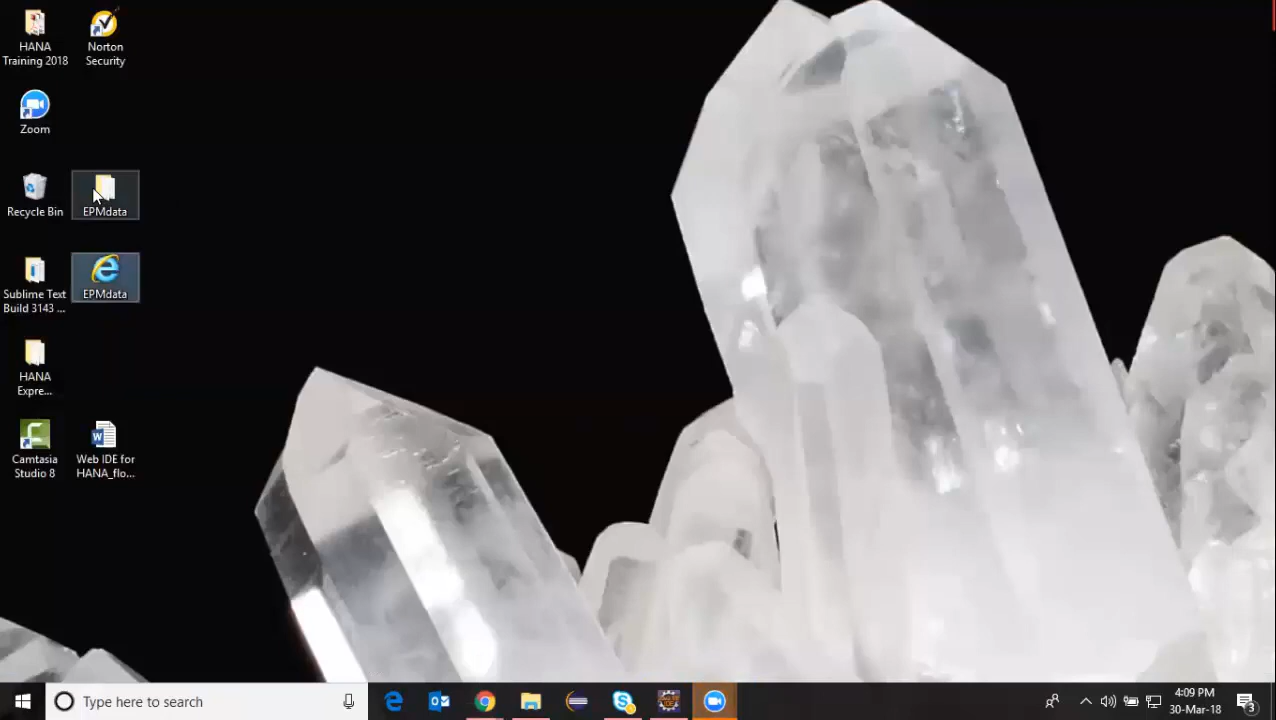 HANA
Training 2018
Norton
Security
Zoom
Recycle Bin
EPMdata
Sublime Text
Build 3143 ...
EPMdata
HANA
Expre...
Camtasia
Studio 8
Web IDE for
HANA_flo...
Type here to search
4:09 PM
30-Mar-18
3